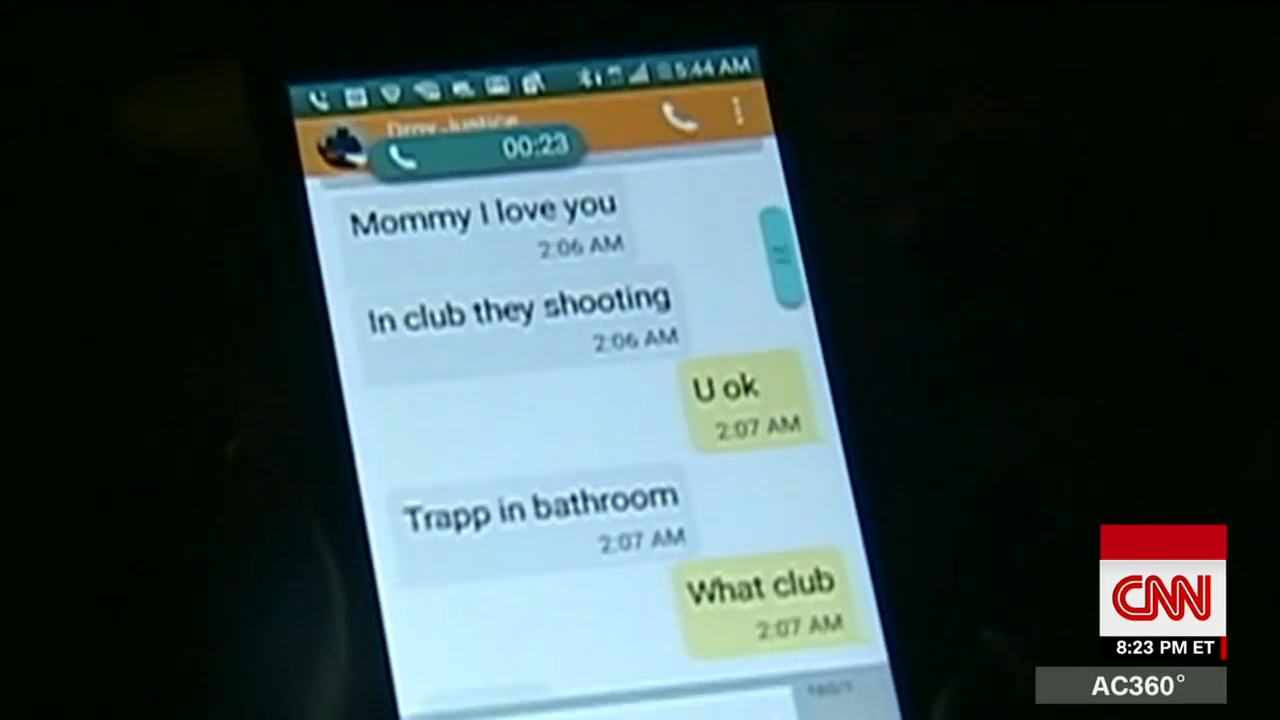 5:44 AM
00:23
Mommy I love you
2:06 AM
In club they shooting
2:06 AM
U ok
2:07 AM
Trapp in bathroom
2:07 AM
What club
2:07 AM
CNN
8:23 PM ET
AC360°